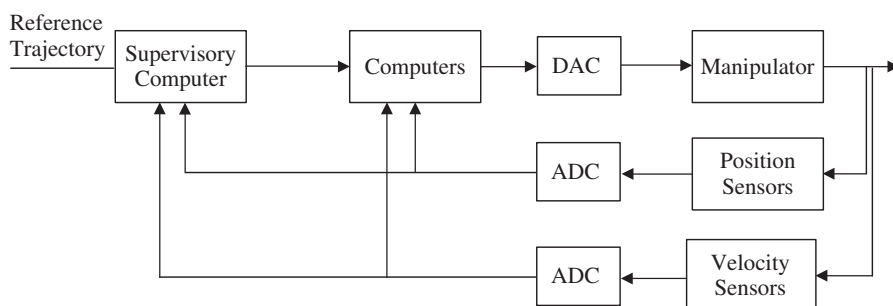 Reference
Trajectory
Supervisory
Computer
Computers
DAC
Manipulator
ADC
Position
Sensors
ADC
Velocity
Sensors